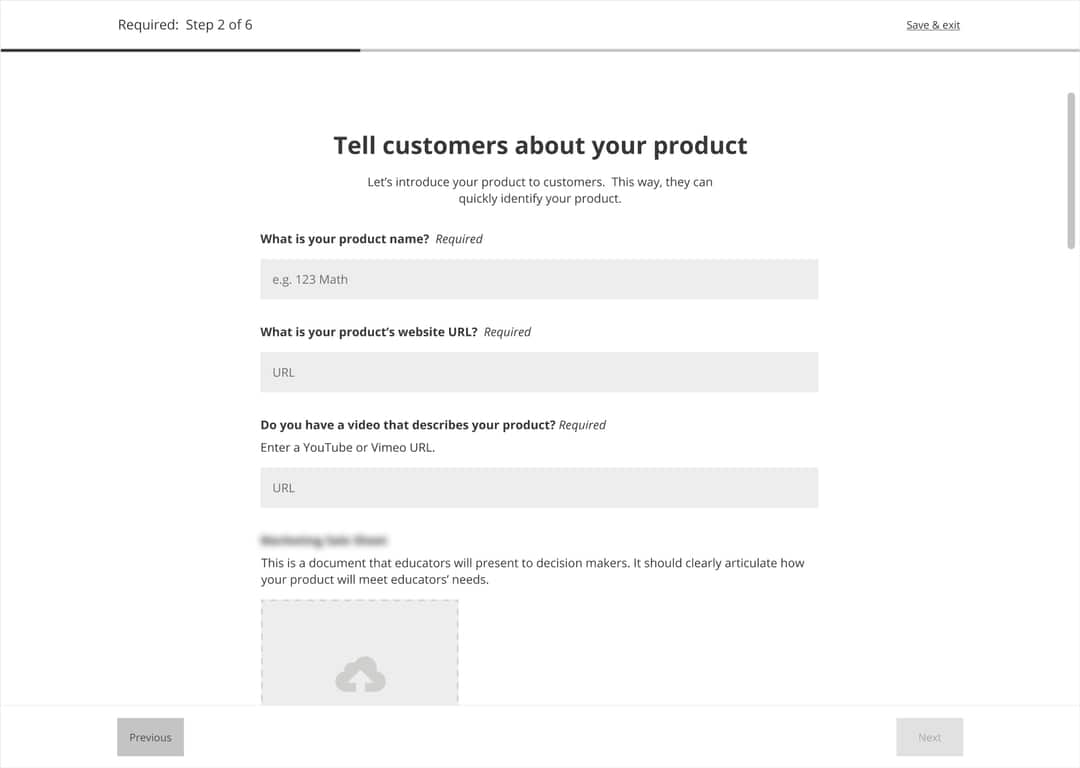 Required: Step 2 of 6
Save & exit
Tell customers about your product
Let’s introduce your product to customers. This way, they can
quickly identify your product.
What is your product name? Required
e.g. 123 Math
What is your product’s website URL? Required
URL
Do you have a video that describes your product? Required
Enter a YouTube or Vimeo URL.
URL
This is a document that educators will present to decision makers. It should clearly articulate how
your product will meet educators’ needs.
Previous
Next